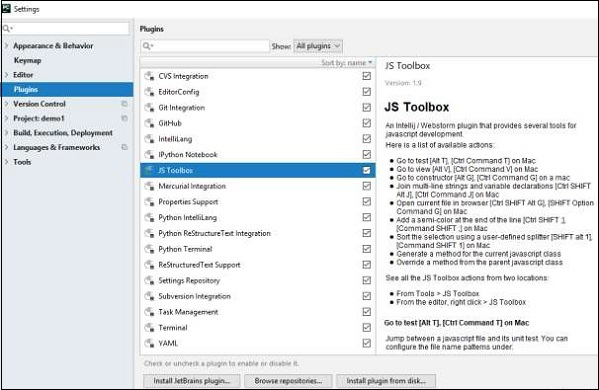 Settings
Appearance & Behavior
Keymap
Editor
Plugins
Version Control
Project: demo1
Build, Execution, Deployment
Languages & Frameworks
Tools
Plugins
Show: All plugins
Sort by: name
CVS Integration
EditorConfig
Git Integration
GitHub
IntelliLang
IPython Notebook
JS Toolbox
Mercurial Integration
Properties Support
Python IntelliLang
Python ReStructureText Integration
Python Terminal
ReStructuredText Support
Settings Repository
Subversion Integration
Task Management
Terminal
YAML
Check or uncheck a plugin to enable or disable it.
Install JetBrains plugin...
Browse repositories...
Install plugin from disk...
JS Toolbox
Version: 1.9
JS Toolbox
An Intellij / Webstorm plugin that provides several tools for
javascript development.
Here is a list of available actions:
Go to test [Alt T], [Ctrl Command T] on Mac
Go to view [Alt V], [Ctrl Command V] on Mac
Go to constructor [Alt G], [Ctrl Command G] on a mac
Join multi-line strings and variable declarations [Ctrl SHIFT
Alt J], [Ctrl Command J] on Mac
Open current file in browser [Ctrl SHIFT Alt G], [SHIFT Option
Command G] on Mac
Add a semi-color at the end of the line [Ctrl SHIFT ;],
[Command SHIFT ;] on Mac
Sort the selection using a user-defined splitter [SHIFT alt 1],
[Command SHIFT 1] on Mac
Generate a method for the current javascript class
Override a method from the parent javascript class
See all the JS Toolbox actions from two locations:
From Tools > JS Toolbox
From the editor, right click > JS Toolbox
Go to test [Alt T], [Ctrl Command T] on Mac
Jump between a javascript file and its unit test. You can
configure the file name patterns under.